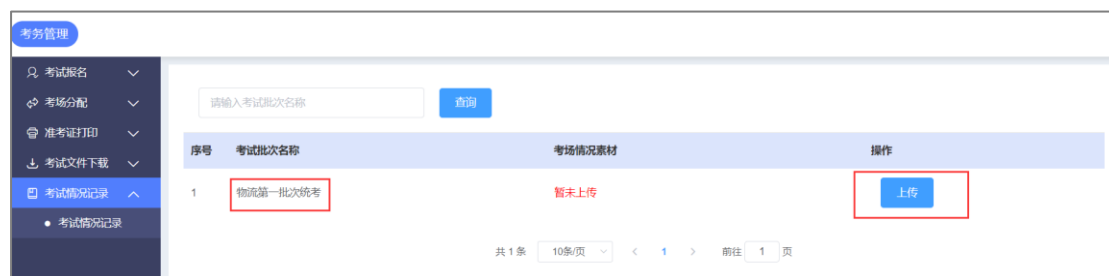 考务管理
考试报名
考场分配
准考证打印
考试文件下载
考试情况记录
考试情况记录
请输入考试批次名称 查询
序号 考试批次名称 考场情况素材 操作
1 物流第一批次统考 暂未上传 上传
共 1 条 10条/页 < 1 > 前往 1 页